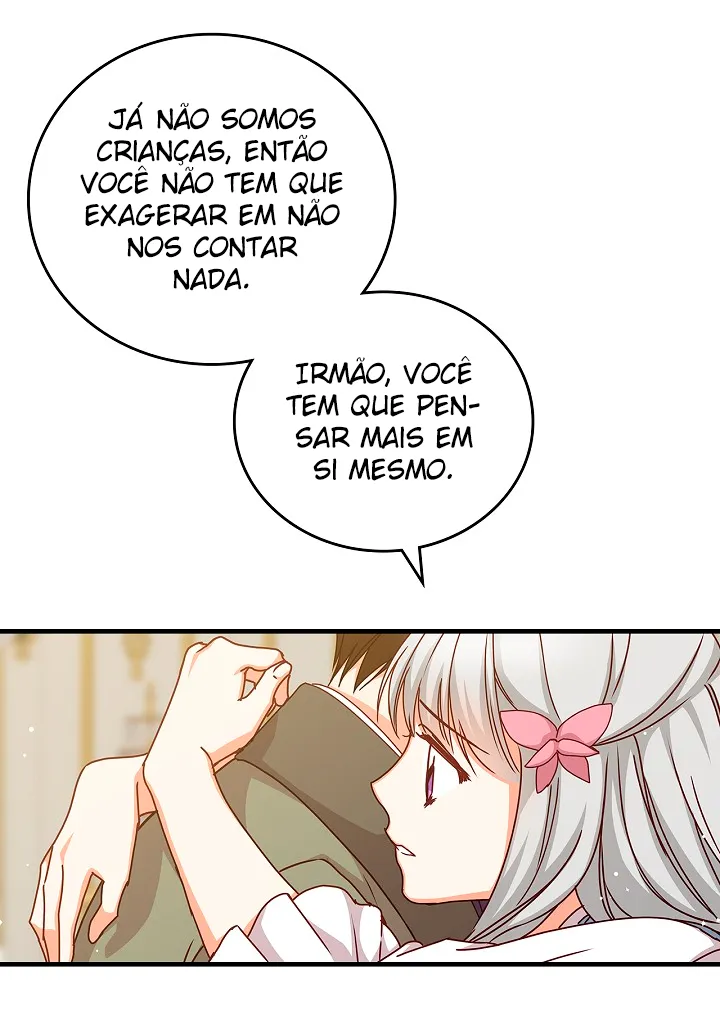 JÁ NÃO SOMOS
CRIANÇAS, ENTÃO
VOCÊ NÃO TEM QUE
EXAGERAR EM NÃO
NOS CONTAR
NADA.
IRMÃO, VOCÊ
TEM QUE PEN-
SAR MAIS EM
SI MESMO.